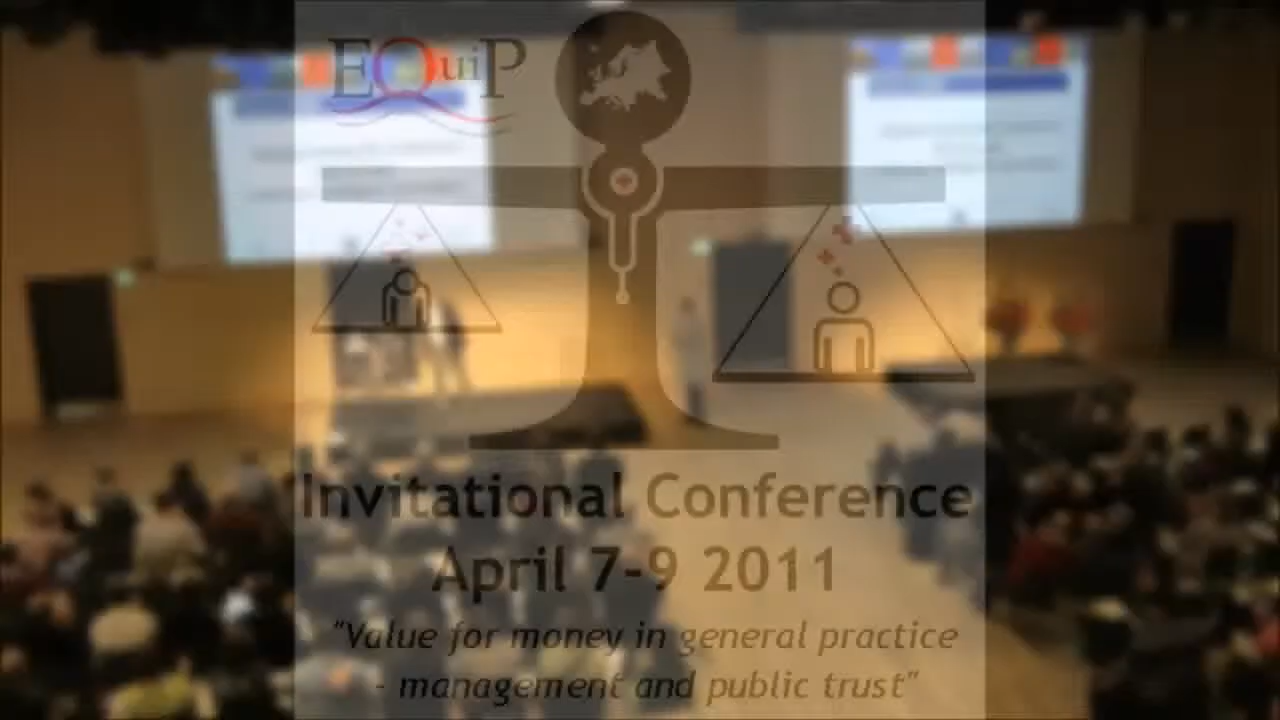 EQuiP
Invitational Conference
April 7-9 2011
"Value for money in general practice
- management and public trust"